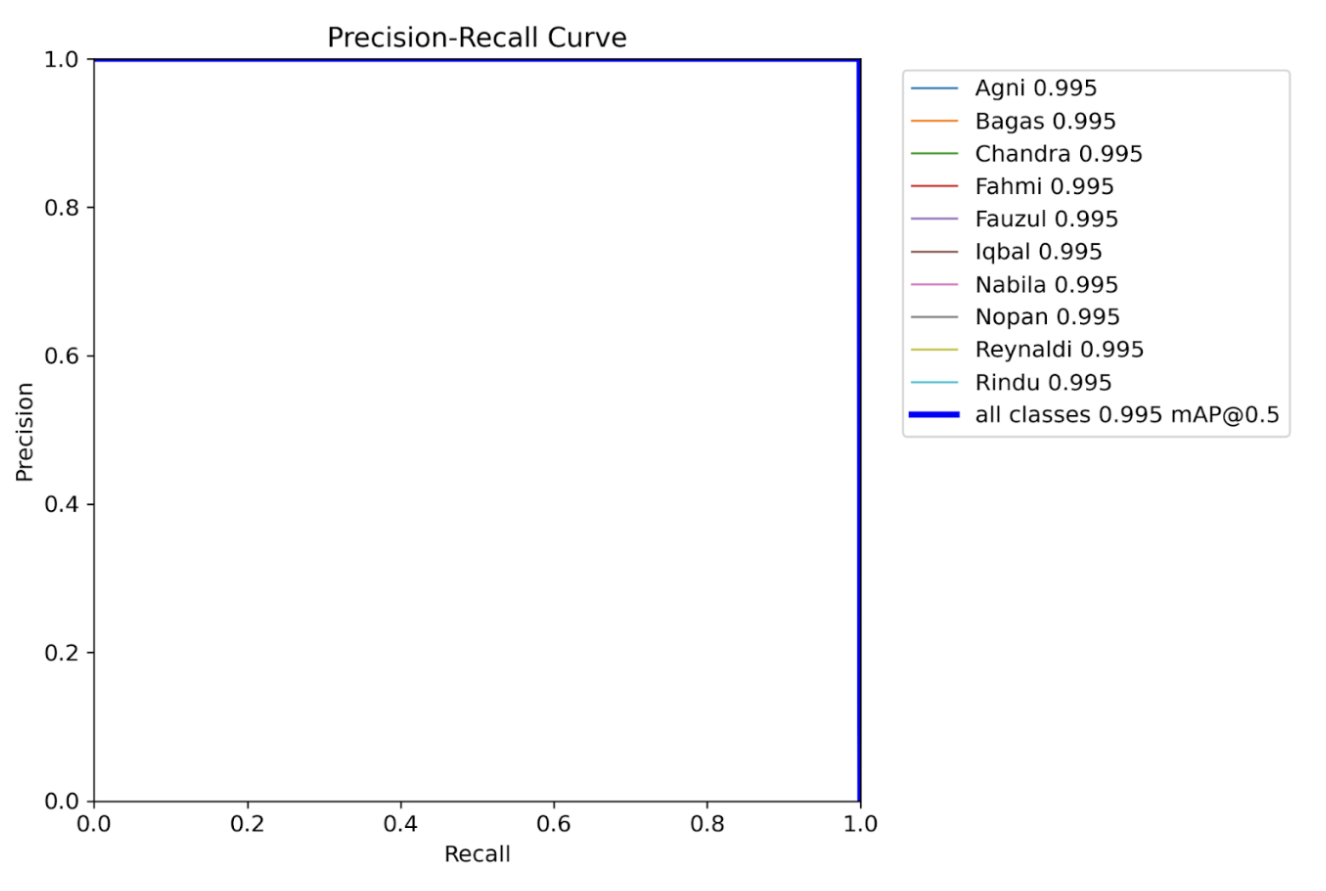 Precision-Recall Curve
1.0
0.8
0.6
0.4
0.2
0.0
Precision
0.0 0.2 0.4 0.6 0.8 1.0
Recall
Agni 0.995
Bagas 0.995
Chandra 0.995
Fahmi 0.995
Fauzul 0.995
Iqbal 0.995
Nabila 0.995
Nopan 0.995
Reynaldi 0.995
Rindu 0.995
all classes 0.995 mAP@0.5